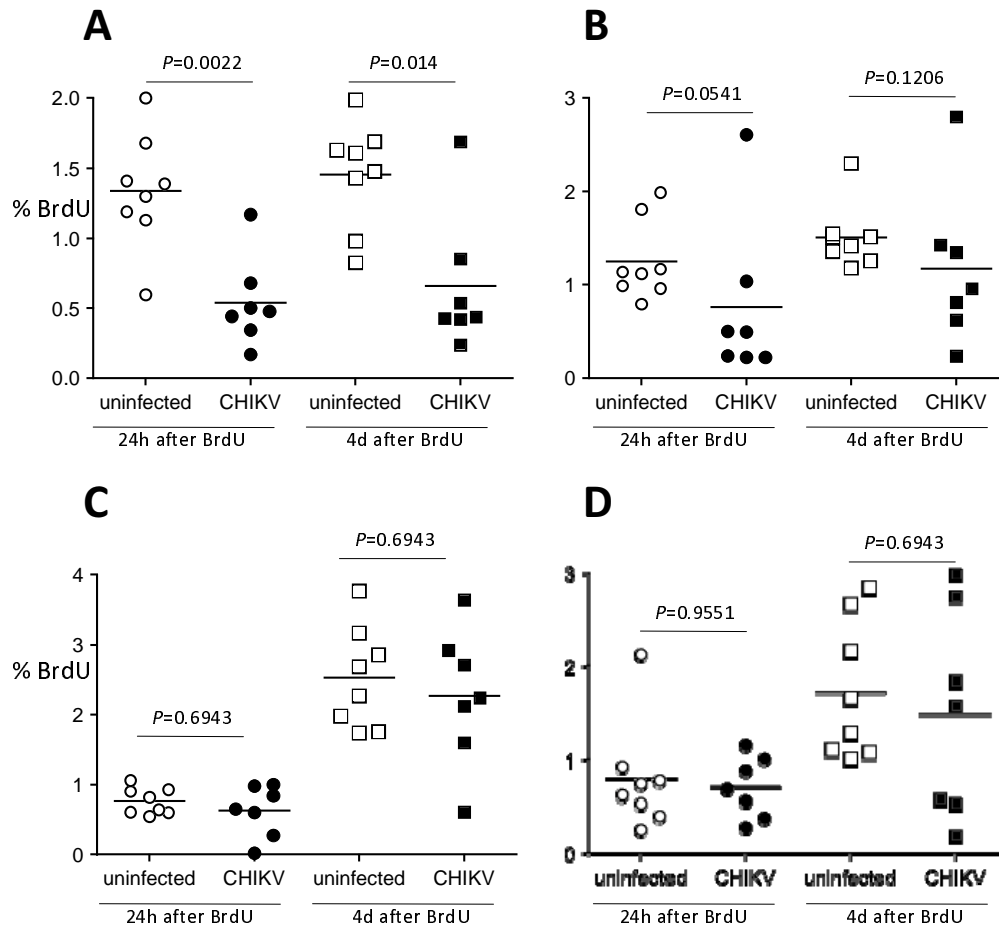 A
B
P=0.0022
P=0.014
P=0.0541
P=0.1206
2.0
1.5
% BrdU
1.0
0.5
0.0
3
2
1
0
uninfected
CHIKV
uninfected
CHIKV
uninfected
CHIKV
uninfected
CHIKV
24h after BrdU
4d after BrdU
24h after BrdU
4d after BrdU
C
D
P=0.6943
P=0.6943
P=0.6943
P=0.9551
4
3
% BrdU
2
1
0
3
2
1
0
uninfected
CHIKV
uninfected
CHIKV
uninfected
CHIKV
uninfected
CHIKV
24h after BrdU
4d after BrdU
24h after BrdU
4d after BrdU